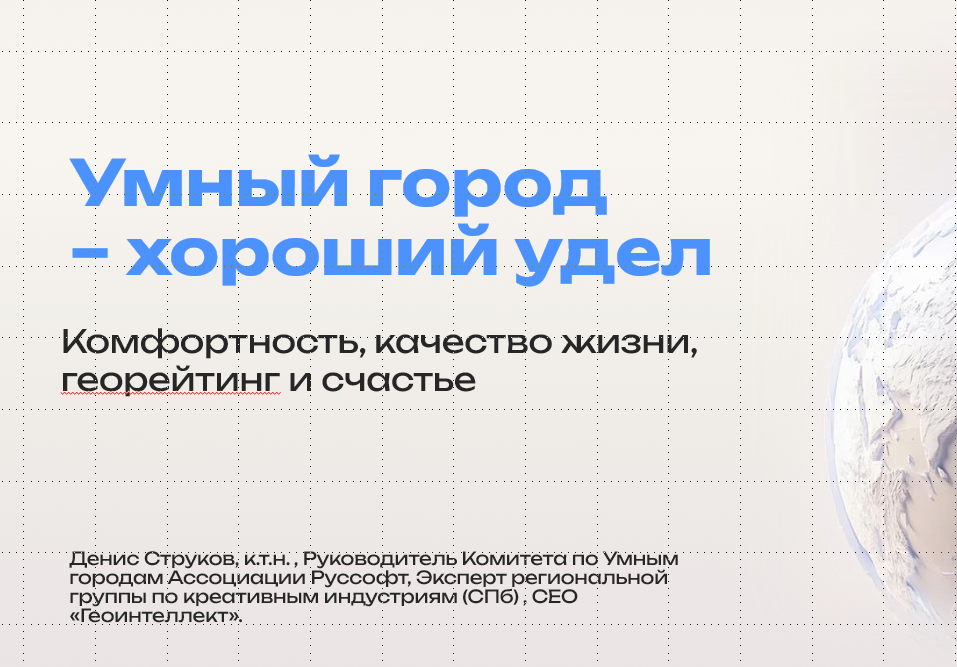 Умный город
– хороший удел
Комфортность, качество жизни,
георейтинг и счастье
Денис Струков, к.т.н. , Руководитель Комитета по Умным
городам Ассоциации Руссофт, Эксперт региональной
группы по креативным индустриям (СПб) , СЕО
«Геоинтеллект».